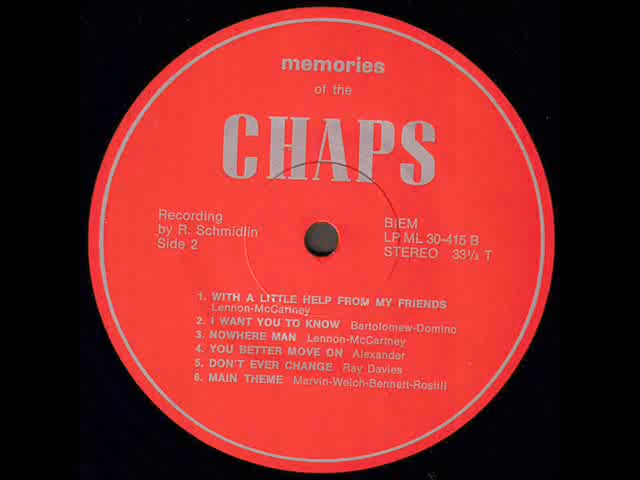 memories
of the
CHAPS
Recording
by R. Schmidlin
Side 2
BIEM
LP ML 30-415 B
STEREO 33⅓ T
1. WITH A LITTLE HELP FROM MY FRIENDS
Lennon-McCartney
2. I WANT YOU TO KNOW Bartolomew-Domino
3. NOWHERE MAN Lennon-McCartney
4. YOU BETTER MOVE ON Alexander
5. DON'T EVER CHANGE Ray Davies
6. MAIN THEME Marvin-Welch-Bennett-Rostill